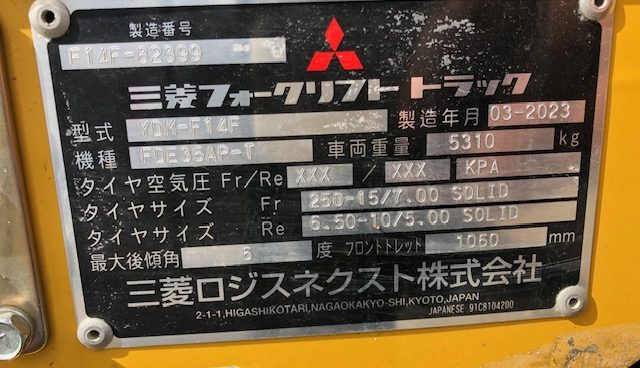 製造番号
F14F-82399
三菱フォークリフト トラック
型式 YDM-F14F 製造年月 03-2023
機種 FDE35AP-T 車両重量 5310 kg
タイヤ空気圧 Fr/Re XXX / XXX KPA
タイヤサイズ Fr 250-15/7.00 SOLID
タイヤサイズ Re 6.50-10/5.00 SOLID
最大後傾角 6 度 フロントトレッド 1060 mm
三菱ロジスネクスト株式会社
2-1-1,HIGASHIKOTARI,NAGAOKAKYO-SHI,KYOTO,JAPAN
JAPANESE 91C8104200